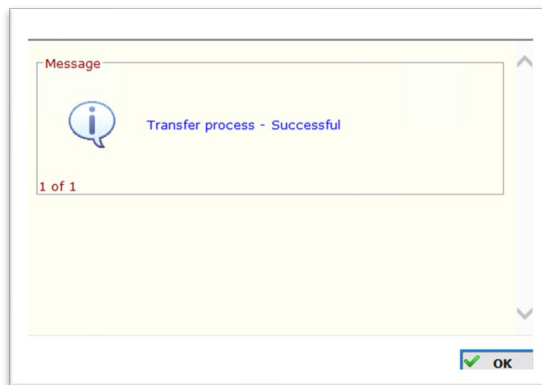 Message
Transfer process - Successful
1 of 1
OK